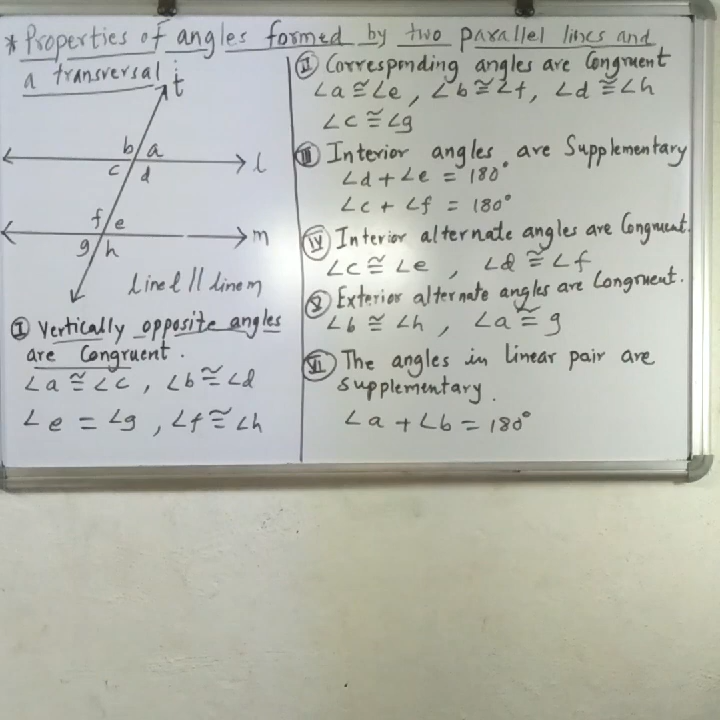 * Properties of angles formed by two parallel lines and
a transversal :
t
b a
c d
l
f e
g h
m
line l // line m
I Vertically opposite angles
are Congruent.
∠a ≅ ∠c , ∠b ≅ ∠d
∠e = ∠g , ∠f ≅ ∠h
II Corresponding angles are Congruent
∠a ≅ ∠e , ∠b ≅ ∠f, ∠d ≅ ∠h
∠c ≅ ∠g
III Interior angles are Supplementary
∠d + ∠e = 180°
∠c + ∠f = 180°
IV Interior alternate angles are Congruent.
∠c ≅ ∠e , ∠d ≅ ∠f
V Exterior alternate angles are Congruent.
∠b ≅ ∠h , ∠a ≅ g
VI The angles in linear pair are
supplementary.
∠a + ∠b = 180°